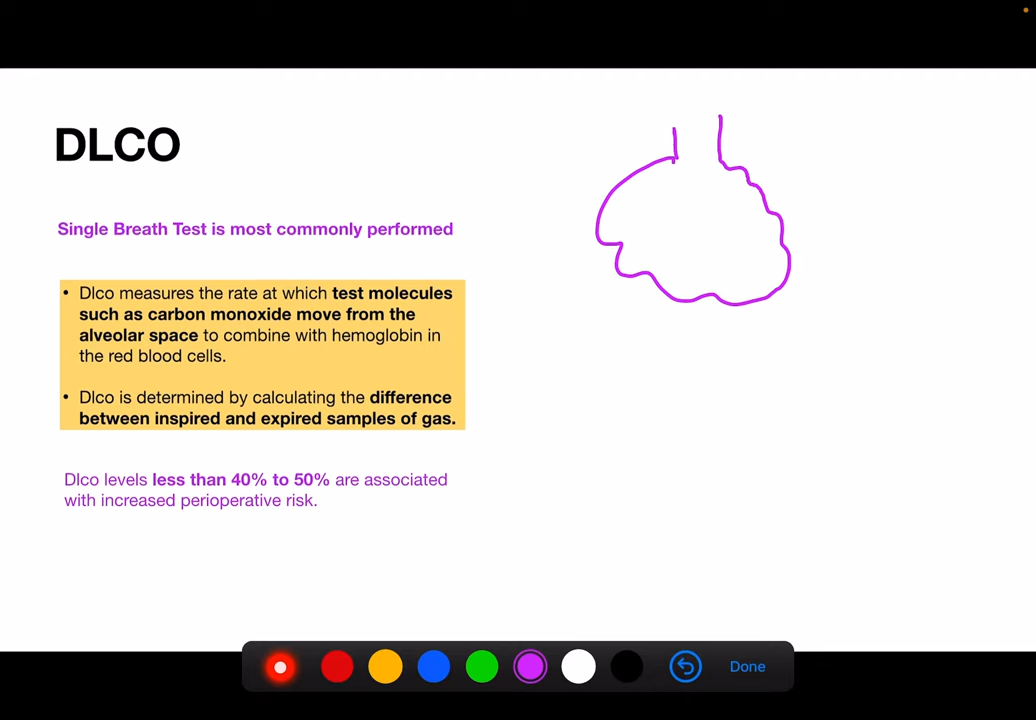 DLCO
Single Breath Test is most commonly performed
• Dlco measures the rate at which test molecules
such as carbon monoxide move from the
alveolar space to combine with hemoglobin in
the red blood cells.
• Dlco is determined by calculating the difference
between inspired and expired samples of gas.
Dlco levels less than 40% to 50% are associated
with increased perioperative risk.
Done